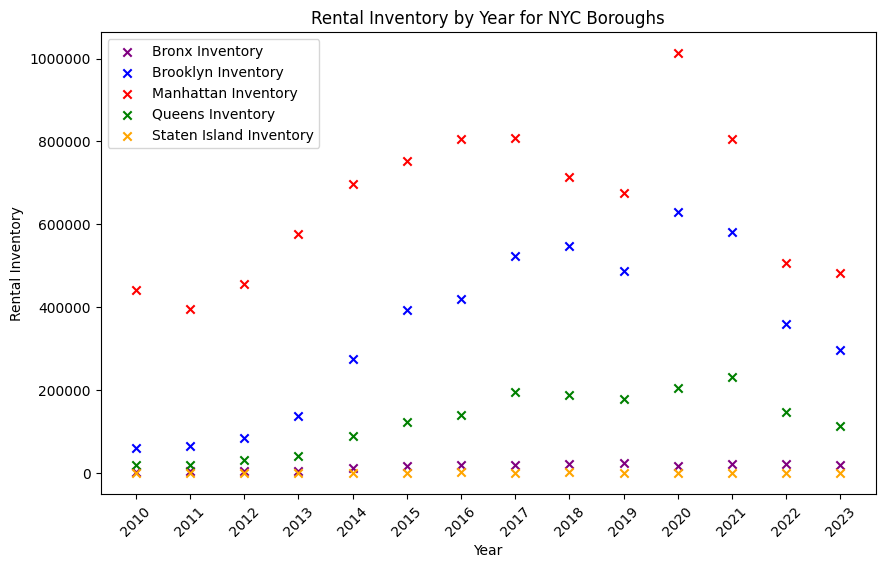 Rental Inventory by Year for NYC Boroughs
Bronx Inventory
Brooklyn Inventory
Manhattan Inventory
Queens Inventory
Staten Island Inventory
Rental Inventory
1000000
800000
600000
400000
200000
0
2010
2011
2012
2013
2014
2015
2016
2017
2018
2019
2020
2021
2022
2023
Year